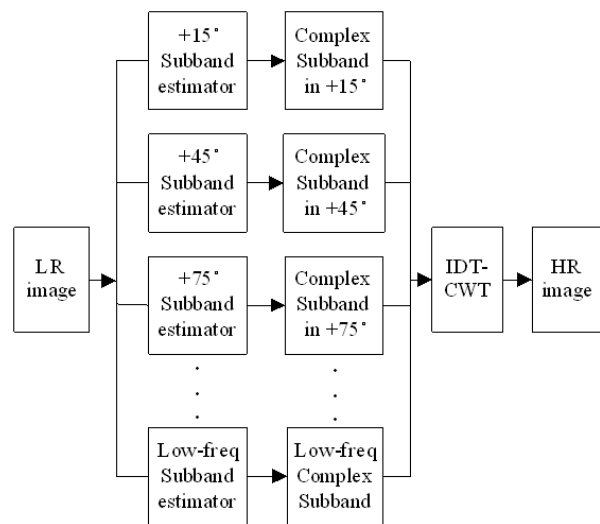 LR
image
+15°
Subband
estimator
Complex
Subband
in +15°
+45°
Subband
estimator
Complex
Subband
in +45°
+75°
Subband
estimator
Complex
Subband
in +75°
Low-freq
Subband
estimator
Low-freq
Complex
Subband
IDT-
CWT
HR
image